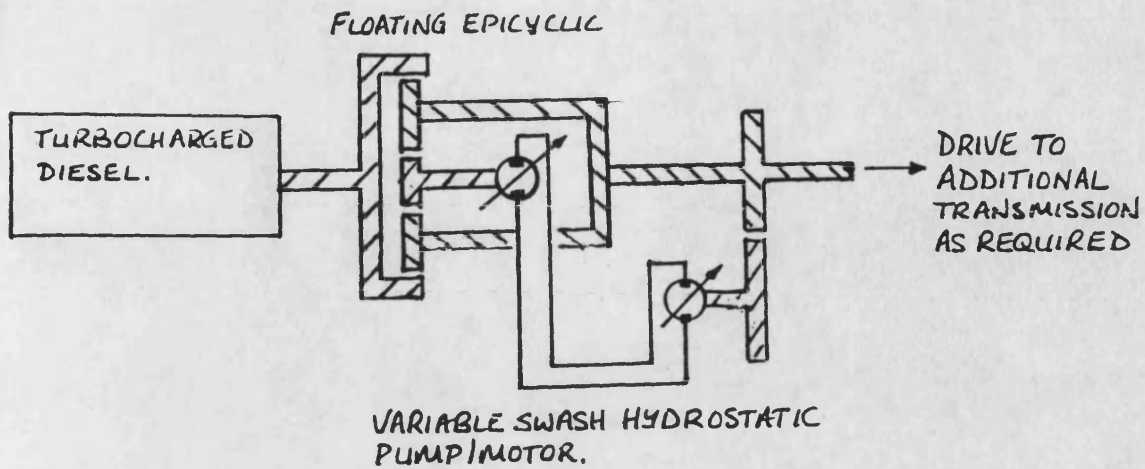 FLOATING EPICYCLIC
TURBOCHARGED
DIESEL.
DRIVE TO
ADDITIONAL
TRANSMISSION
AS REQUIRED
VARIABLE SWASH HYDROSTATIC
PUMP/MOTOR.